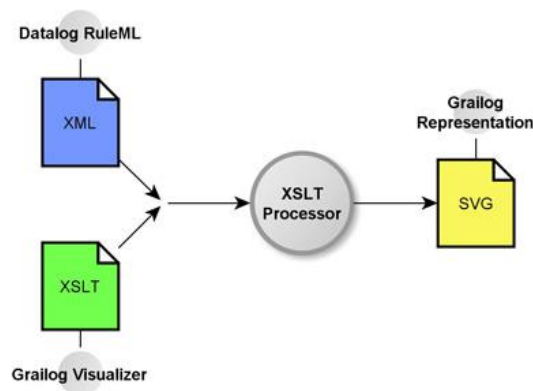 Datalog RuleML
XML
Grailog
Representation
XSLT
Processor
SVG
XSLT
Grailog Visualizer